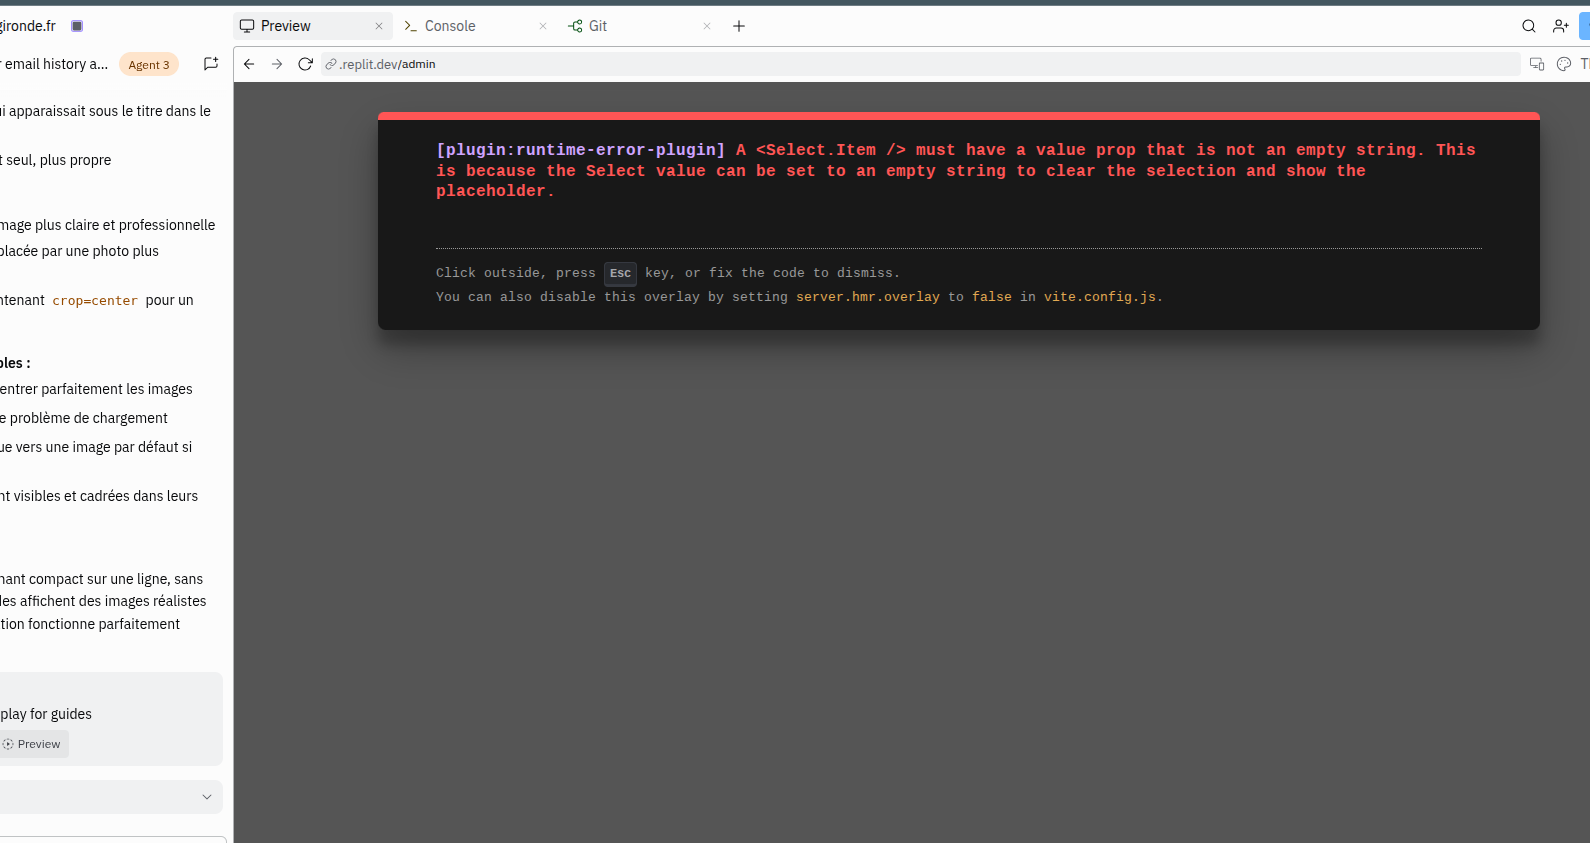 gironde.fr
Preview
Console
Git
r email history a...
Agent 3
.replit.dev/admin
ui apparaissait sous le titre dans le
t seul, plus propre
mage plus claire et professionnelle
placée par une photo plus
ntenant crop=center pour un
bles :
entrer parfaitement les images
e problème de chargement
ue vers une image par défaut si
nt visibles et cadrées dans leurs
nant compact sur une ligne, sans
des affichent des images réalistes
tion fonctionne parfaitement
play for guides
Preview
[plugin:runtime-error-plugin] A <Select.Item /> must have a value prop that is not an empty string. This
is because the Select value can be set to an empty string to clear the selection and show the
placeholder.
Click outside, press Esc key, or fix the code to dismiss.
You can also disable this overlay by setting server.hmr.overlay to false in vite.config.js.